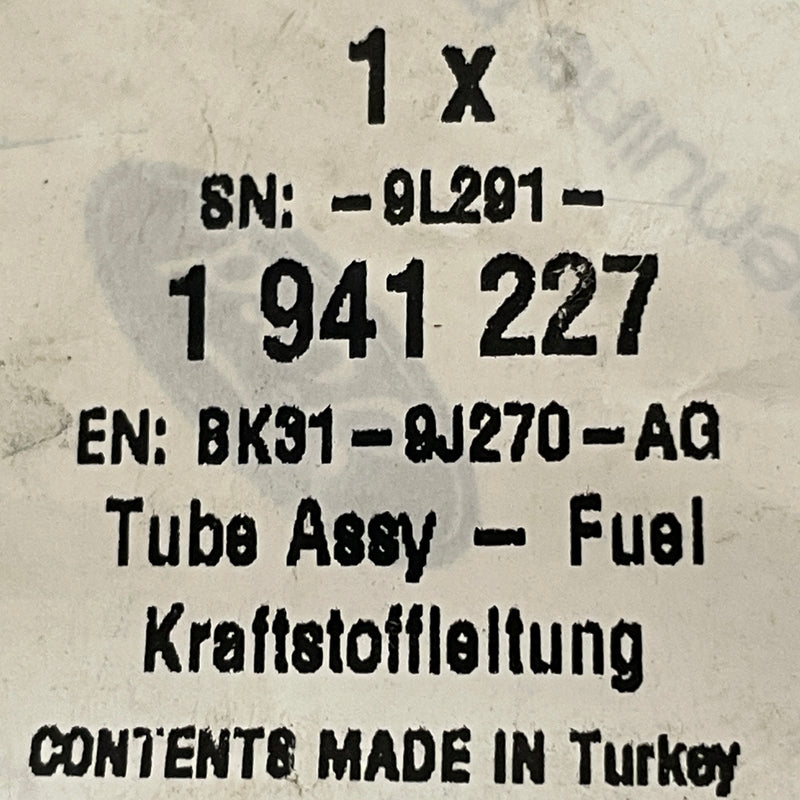 1 x
SN: -9L291-
1 941 227
EN: BK31-9J270-AG
Tube Assy - Fuel
Kraftstoffleitung
CONTENTS MADE IN Turkey